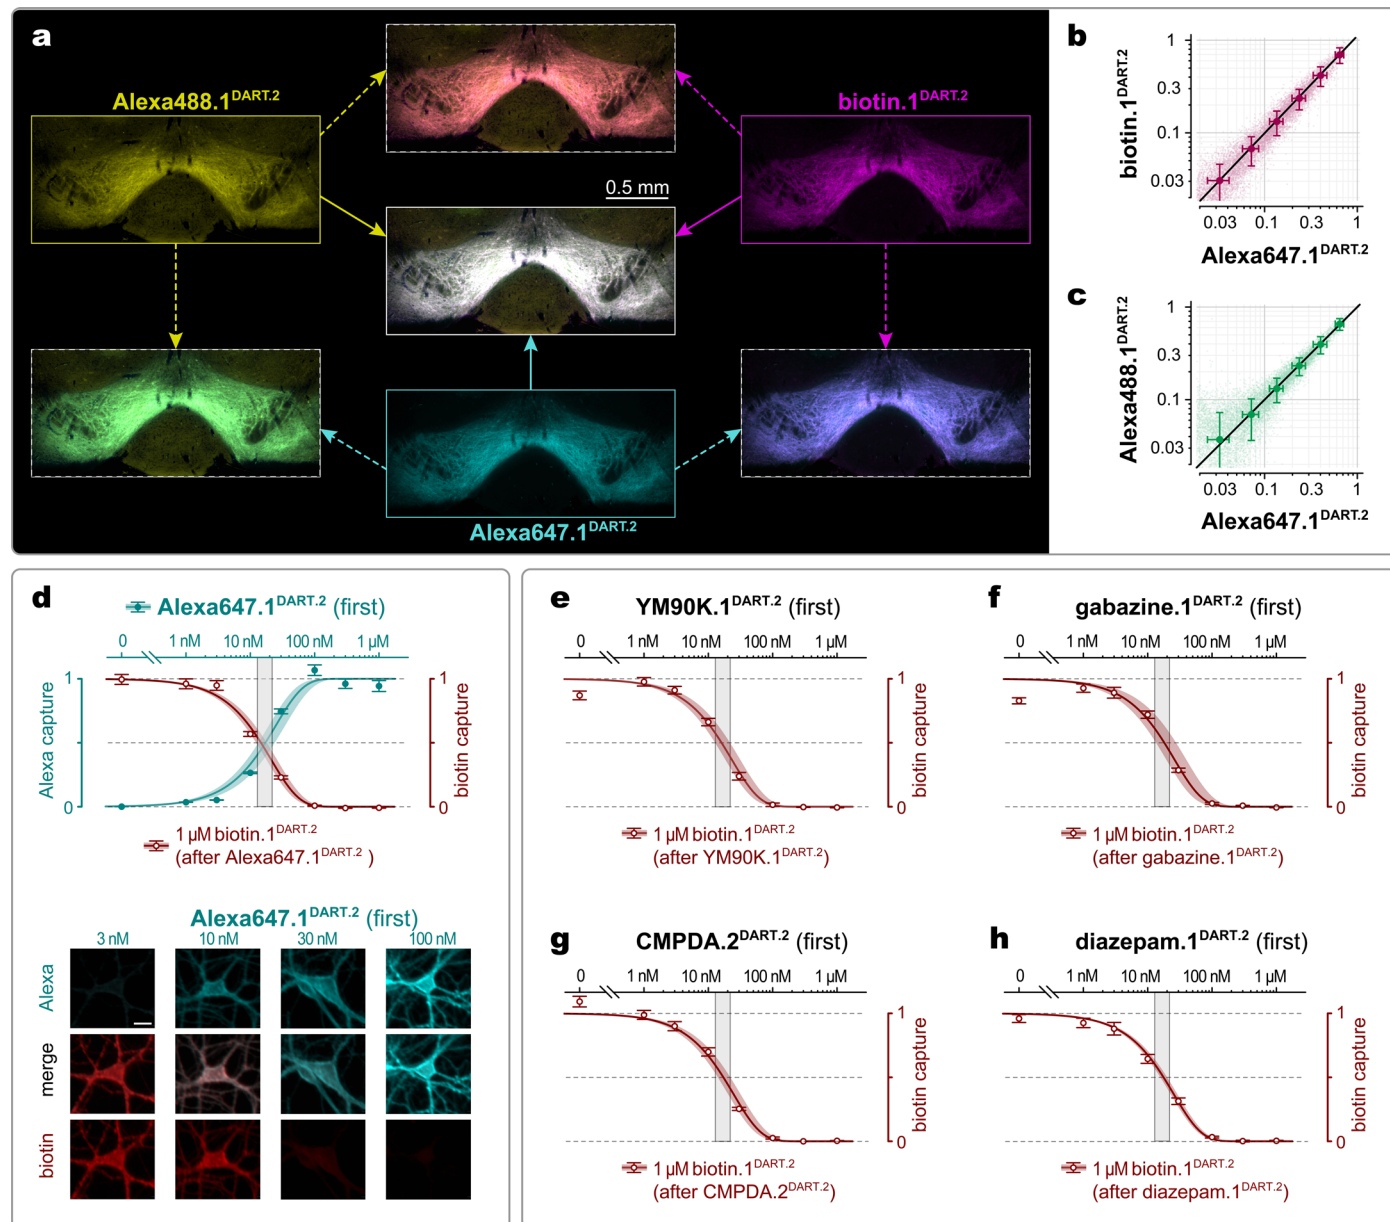 a
Alexa488.1DART.2
biotin.1DART.2
0.5 mm
Alexa647.1DART.2
b
biotin.1DART.2
1
0.3
0.1
0.03
0.03 0.1 0.3 1
Alexa647.1DART.2
c
Alexa488.1DART.2
1
0.3
0.1
0.03
0.03 0.1 0.3 1
Alexa647.1DART.2
d
Alexa647.1DART.2 (first)
0 1 nM 10 nM 100 nM 1 µM
Alexa capture
1
0
biotin capture
1
0
1 µM biotin.1DART.2
(after Alexa647.1DART.2 )
Alexa647.1DART.2 (first)
3 nM 10 nM 30 nM 100 nM
Alexa
merge
biotin
e
YM90K.1DART.2 (first)
0 1 nM 10 nM 100 nM 1 µM
1
0
biotin capture
1 µM biotin.1DART.2
(after YM90K.1DART.2)
f
gabazine.1DART.2 (first)
0 1 nM 10 nM 100 nM 1 µM
1
0
biotin capture
1 µM biotin.1DART.2
(after gabazine.1DART.2)
g
CMPDA.2DART.2 (first)
0 1 nM 10 nM 100 nM 1 µM
1
0
biotin capture
1 µM biotin.1DART.2
(after CMPDA.2DART.2)
h
diazepam.1DART.2 (first)
0 1 nM 10 nM 100 nM 1 µM
1
0
biotin capture
1 µM biotin.1DART.2
(after diazepam.1DART.2)